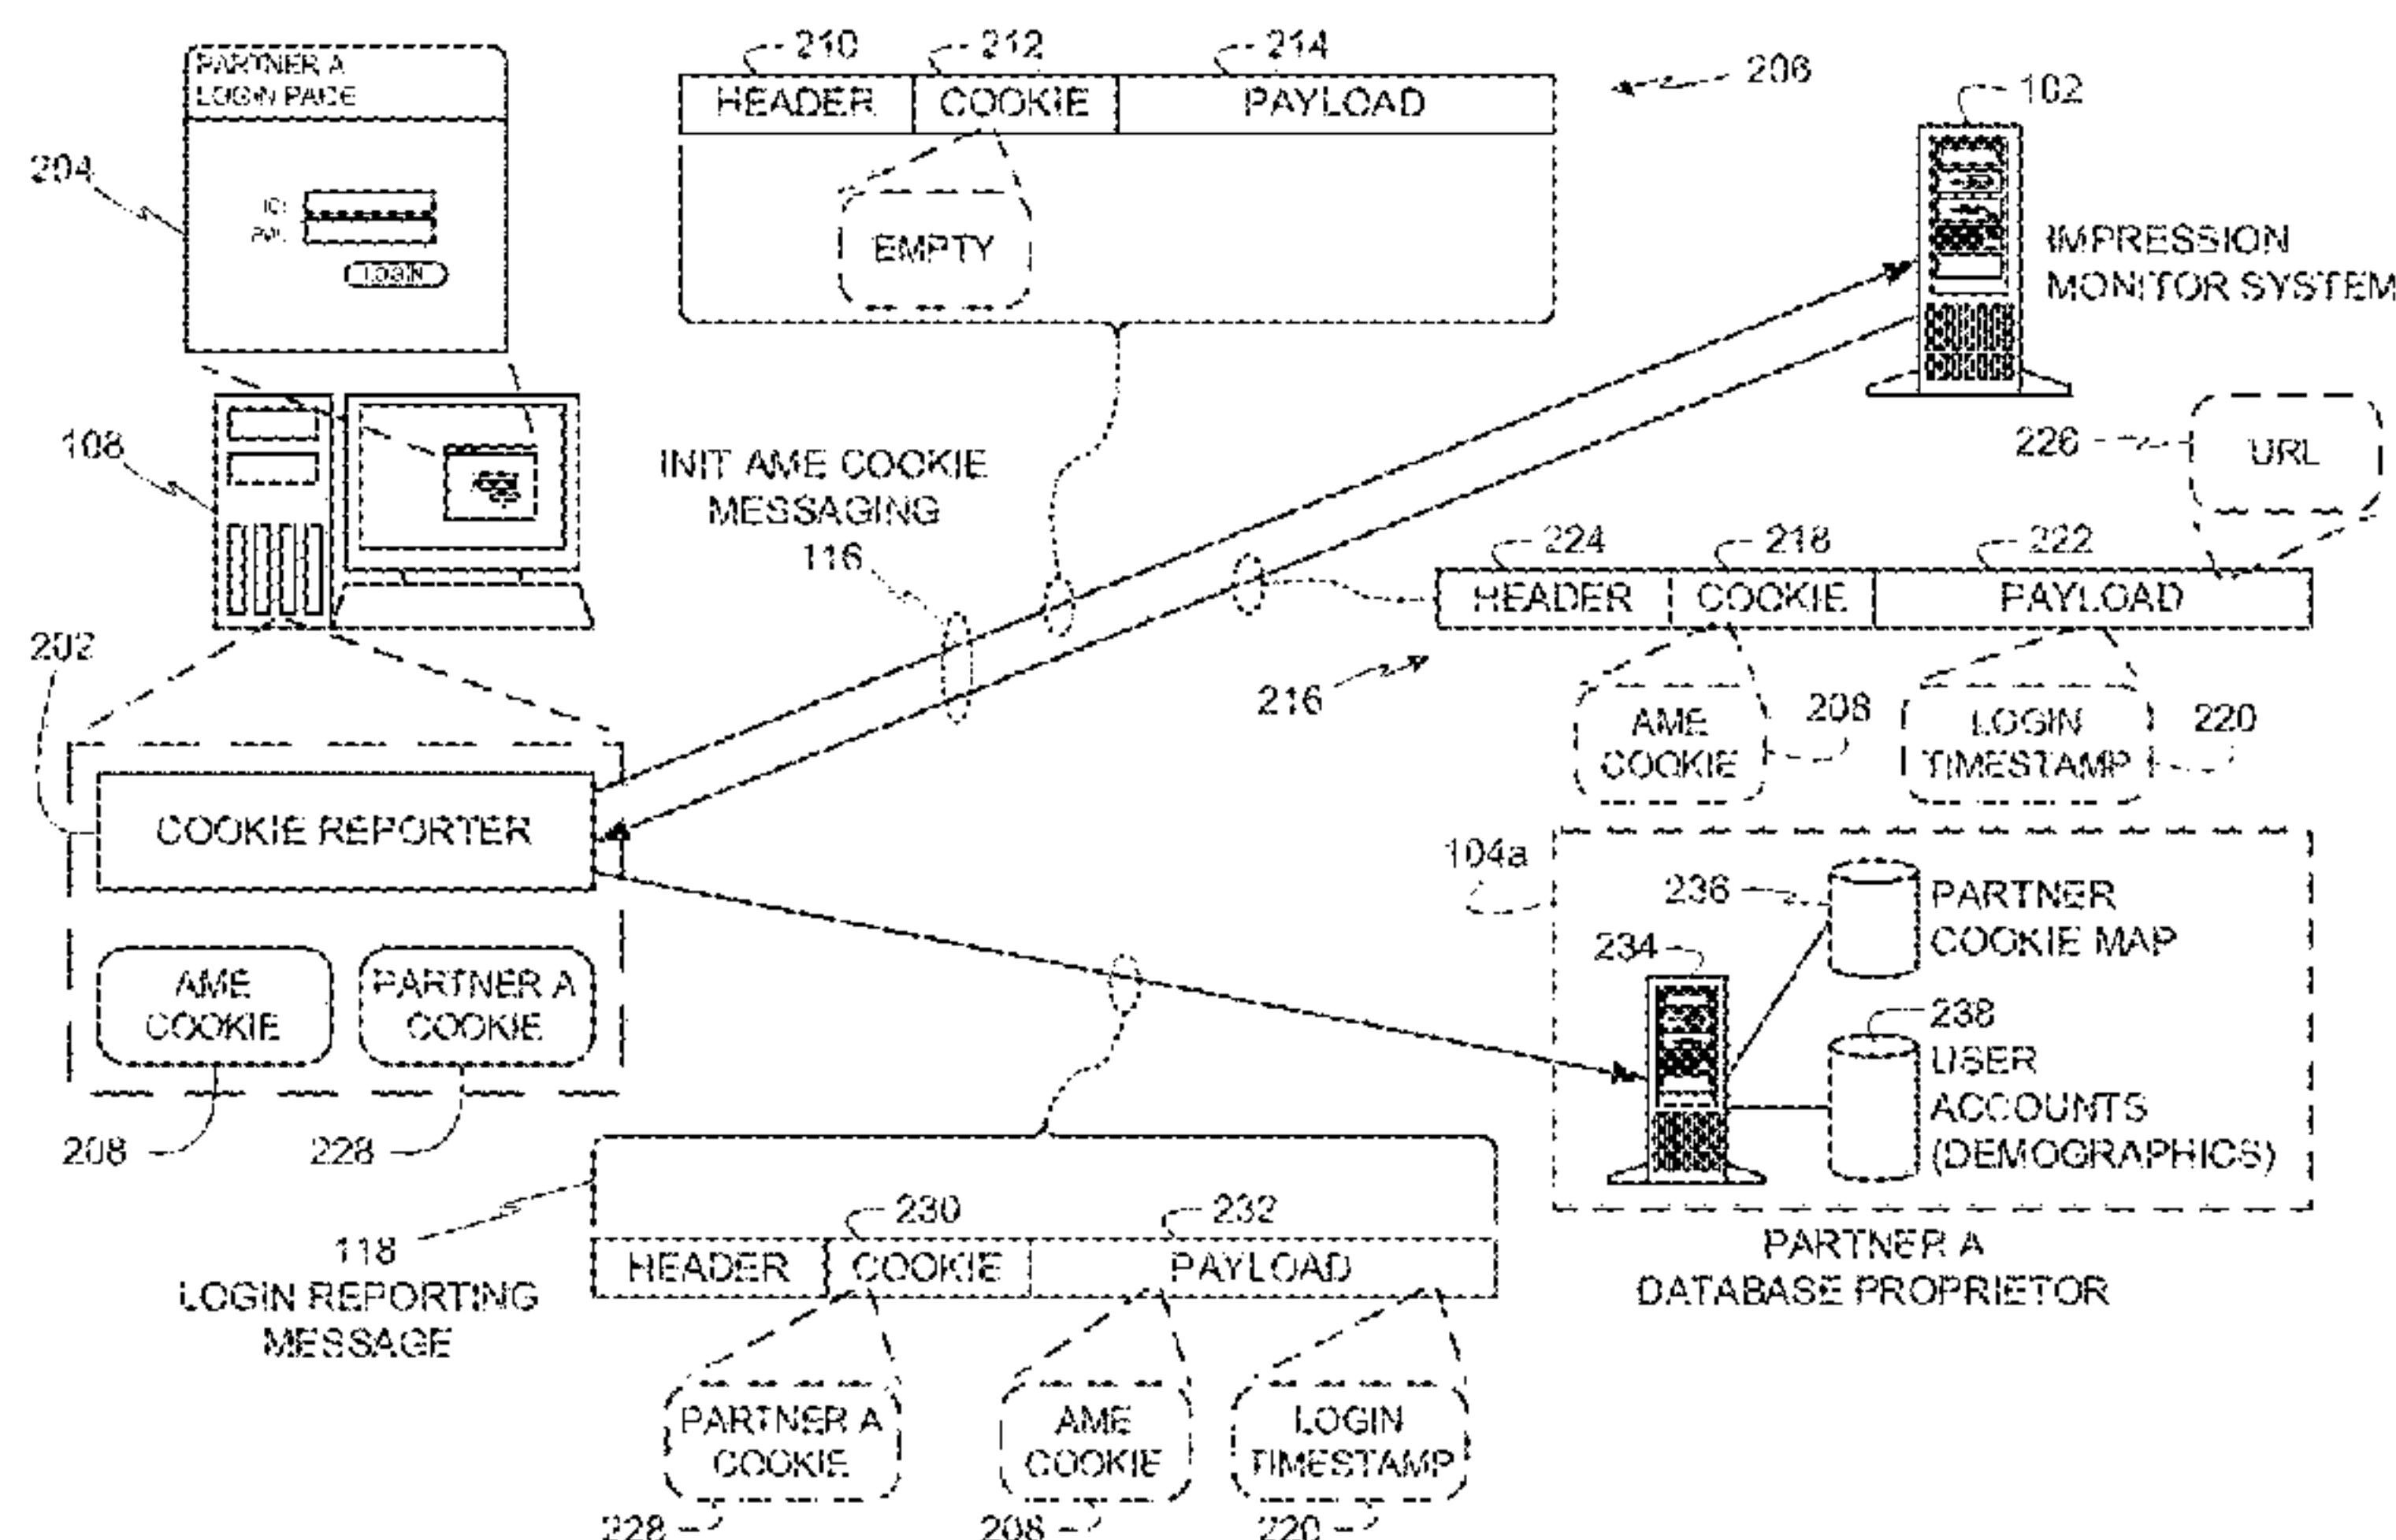 PARTNER A
LOGIN PAGE
204
LOGIN
210
212
214
206
HEADER
COOKIE
PAYLOAD
EMPTY
102
IMPRESSION
MONITOR SYSTEM
108
INIT AME COOKIE
MESSAGING
116
226
URL
224
218
222
HEADER
COOKIE
PAYLOAD
216
AME
COOKIE
208
LOGIN
TIMESTAMP
220
202
COOKIE REPORTER
AME
COOKIE
PARTNER A
COOKIE
208
228
104a
236
PARTNER
COOKIE MAP
234
238
USER
ACCOUNTS
(DEMOGRAPHICS)
PARTNER A
DATABASE PROPRIETOR
118
LOGIN REPORTING
MESSAGE
230
232
HEADER
COOKIE
PAYLOAD
PARTNER A
COOKIE
AME
COOKIE
LOGIN
TIMESTAMP
228
208
220